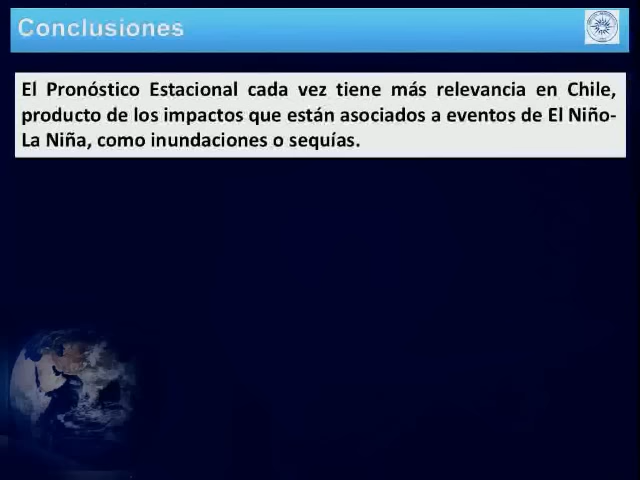 Conclusiones
El Pronóstico Estacional cada vez tiene más relevancia en Chile,
producto de los impactos que están asociados a eventos de El Niño-
La Niña, como inundaciones o sequías.